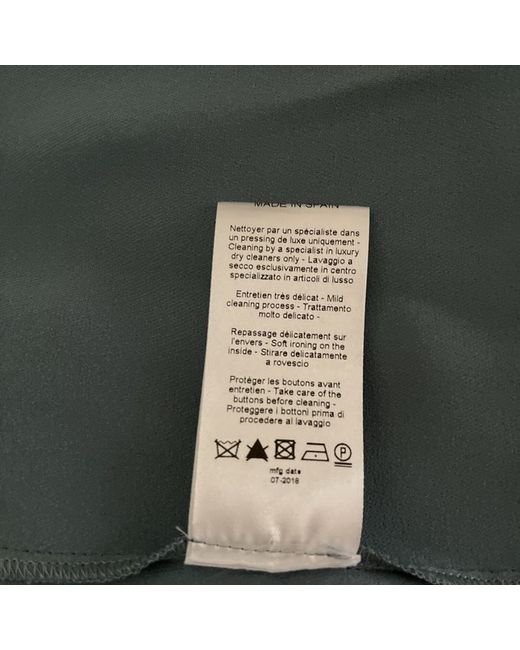 MADE IN SPAIN
Nettoyer par un spécialiste dans
un pressing de luxe uniquement -
Cleaning by a specialist in luxury
dry cleaners only - Lavaggio a
secco esclusivamente in centro
specializzato in articoli di lusso
Entretien très délicat - Mild
cleaning process - Trattamento
molto delicato -
Repassage délicatement sur
l'envers - Soft ironing on the
inside - Stirare delicatamente
a rovescio
Protéger les boutons avant
entretien - Take care of the
buttons before cleaning -
Proteggere i bottoni prima di
procedere al lavaggio
P
mfg date
07-2018